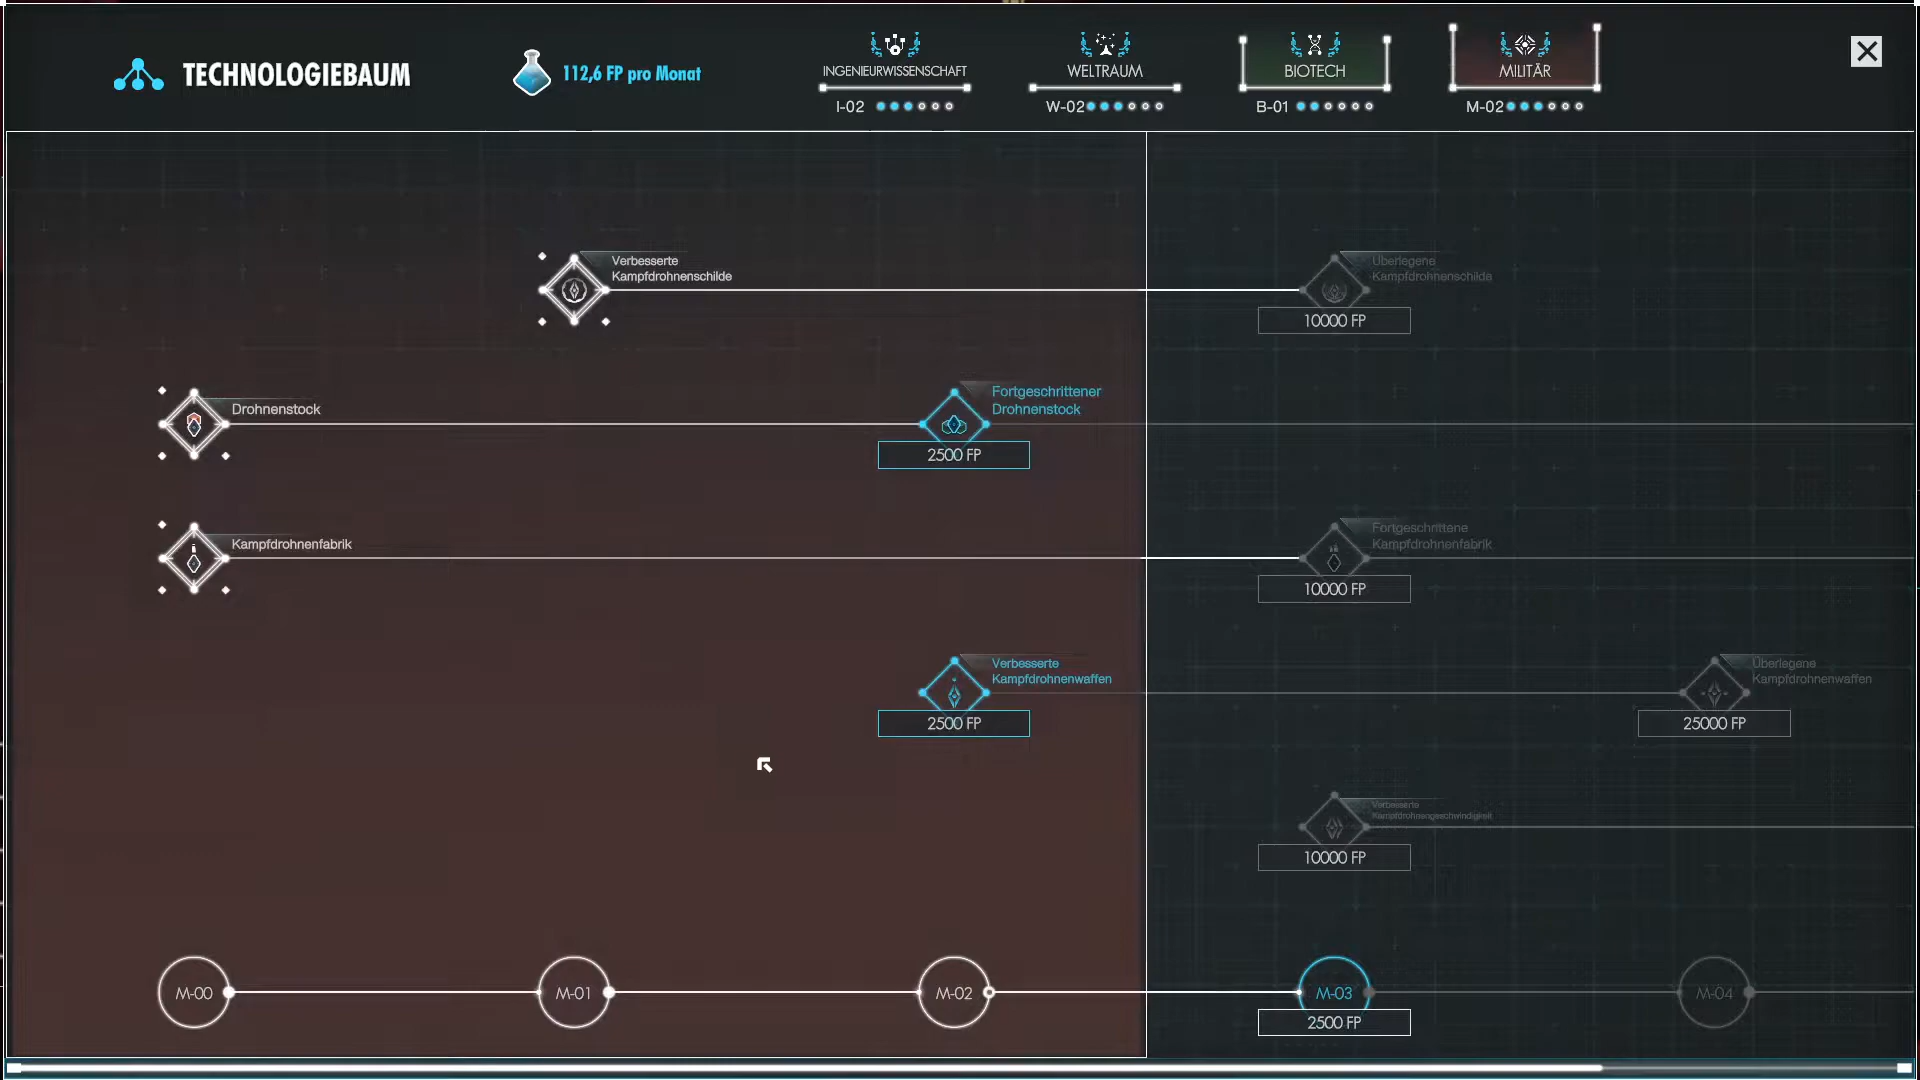 TECHNOLOGIEBAUM
112,6 FP pro Monat
INGENIEURWISSENSCHAFT
I-02
WELTRAUM
W-02
BIOTECH
B-01
MILITÄR
M-02
Verbesserte
Kampfdrohnenschilde
Überlegene
Kampfdrohnenschilde
10000 FP
Drohnenstock
Fortgeschrittener
Drohnenstock
2500 FP
Kampfdrohnenfabrik
Fortgeschrittene
Kampfdrohnenfabrik
10000 FP
Verbesserte
Kampfdrohnenwaffen
2500 FP
Überlegene
Kampfdrohnenwaffen
25000 FP
Verbesserte
Kampfdrohnengeschwindigkeit
10000 FP
M-00
M-01
M-02
M-03
2500 FP
M-04